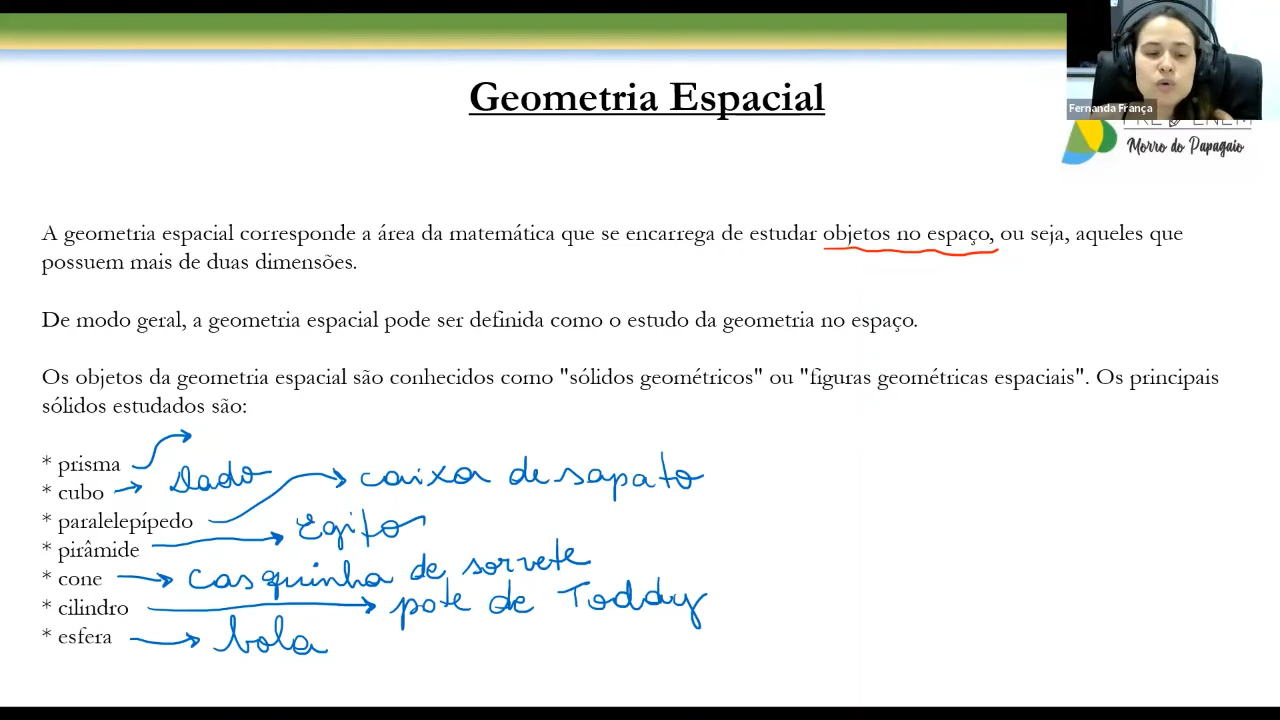 Geometria Espacial
Fernanda França
PRÉ ENEM
Morro do Papagaio
A geometria espacial corresponde a área da matemática que se encarrega de estudar objetos no espaço, ou seja, aqueles que
possuem mais de duas dimensões.
De modo geral, a geometria espacial pode ser definida como o estudo da geometria no espaço.
Os objetos da geometria espacial são conhecidos como "sólidos geométricos" ou "figuras geométricas espaciais". Os principais
sólidos estudados são:
* prisma
* cubo Dado
* paralelepípedo caixa de sapato
* pirâmide Egito
* cone casquinha de sorvete
* cilindro pote de Toddy
* esfera bola